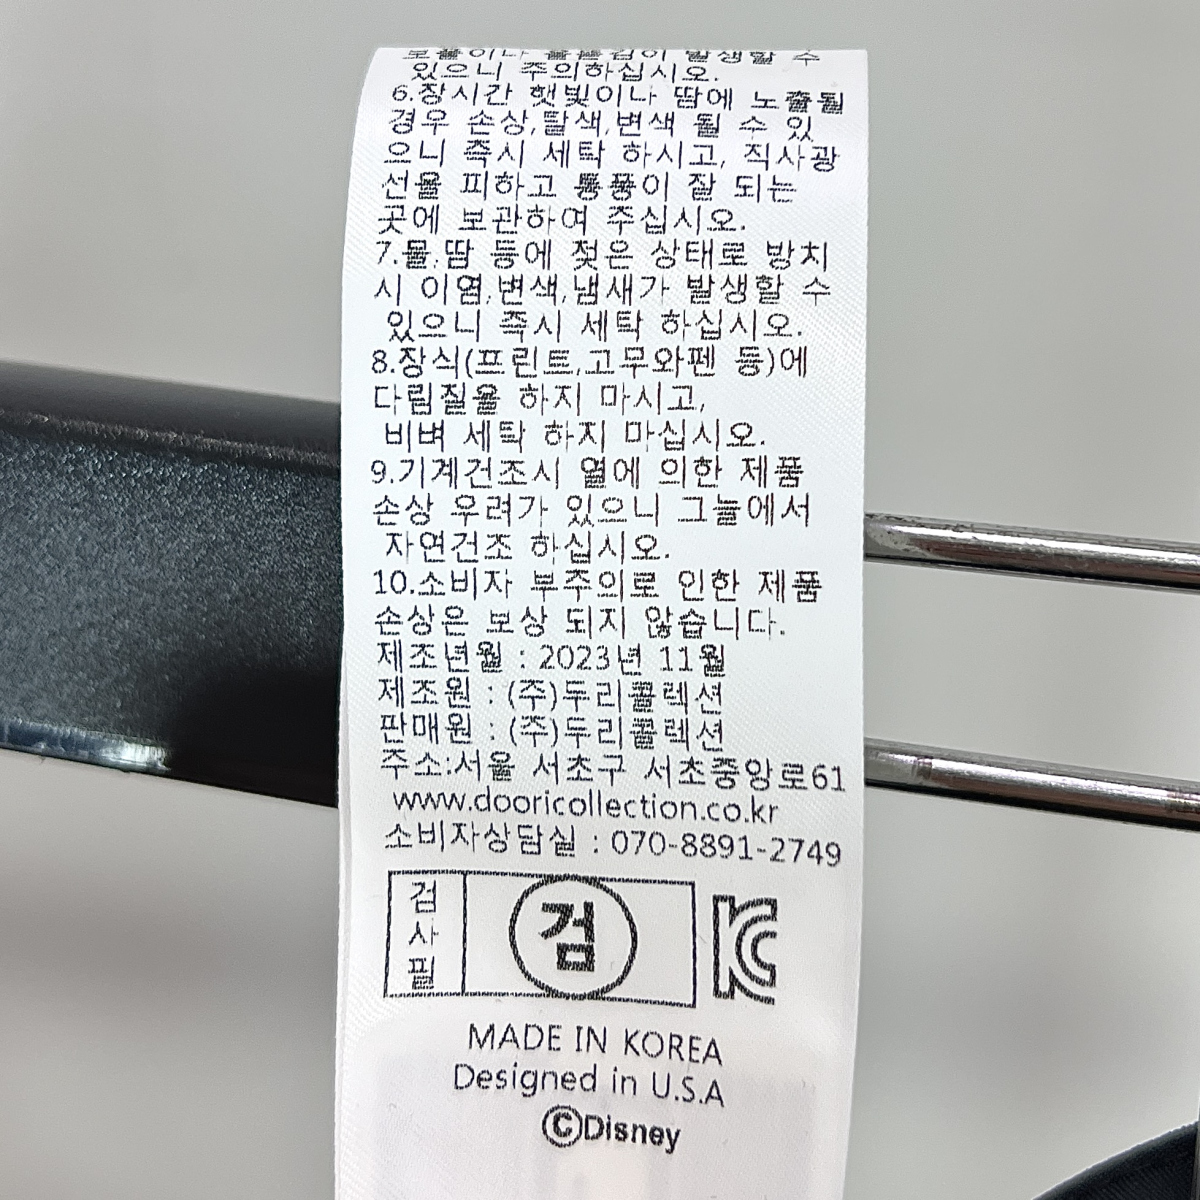 발생할 수
있으니 주의하십시오.
6.장시간 햇빛이나 땀에 노출될
경우 손상,탈색,변색 될 수 있
으니 즉시 세탁 하시고, 직사광
선을 피하고 통풍이 잘 되는
곳에 보관하여 주십시오.
7.물,땀 등에 젖은 상태로 방치
시 이염,변색,냄새가 발생할 수
있으니 즉시 세탁 하십시오.
8.장식(프린트,고무와펜 등)에
다림질을 하지 마시고,
비벼 세탁 하지 마십시오.
9.기계건조시 열에 의한 제품
손상 우려가 있으니 그늘에서
자연건조 하십시오.
10.소비자 부주의로 인한 제품
손상은 보상 되지 않습니다.
제조년월 : 2023년 11월
제조원 : (주)두리콜렉션
판매원 : (주)두리콜렉션
주소:서울 서초구 서초중앙로61
www.dooricollection.co.kr
소비자상담실 : 070-8891-2749
검사필
검
KC
MADE IN KOREA
Designed in U.S.A
©Disney